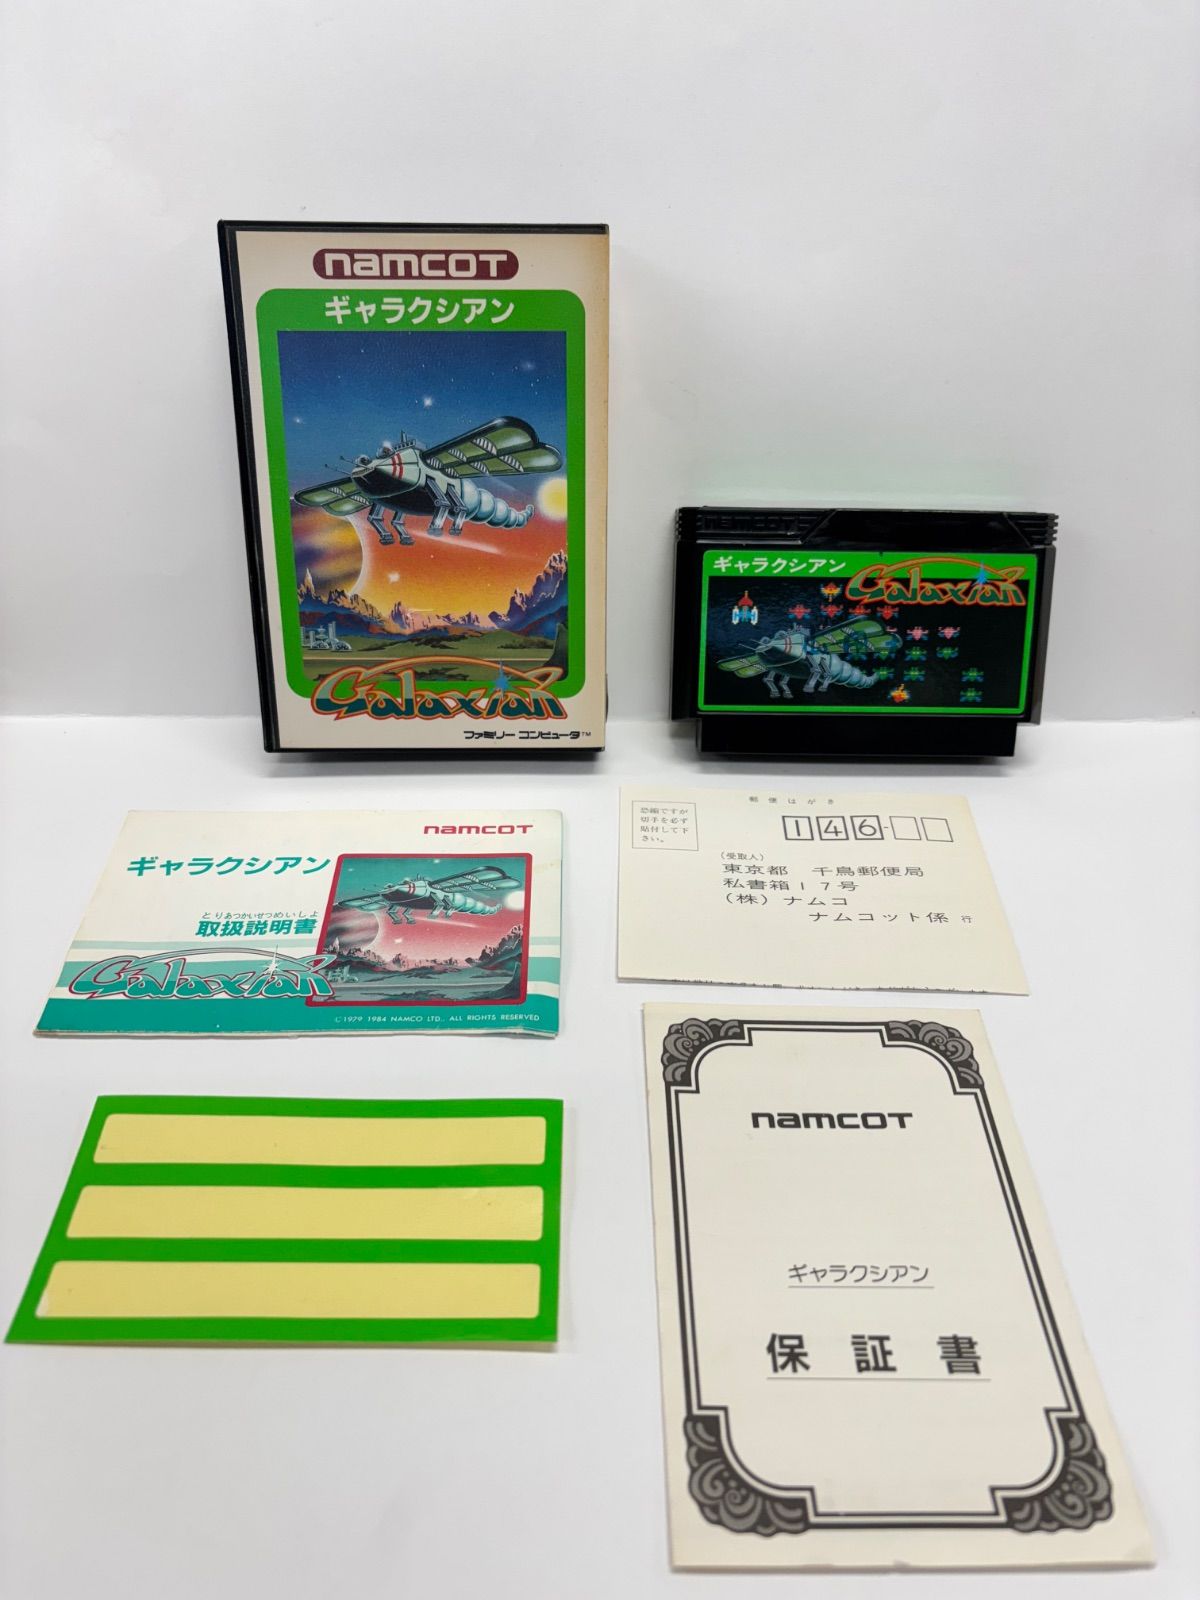 namcot
ギャラクシアン
Galaxian
ファミリー コンピュータ™
namcot
ギャラクシアン
Galaxian
namcot
ギャラクシアン
とりあつかいせつめいしょ
取扱説明書
Galaxian
©1979 1984 NAMCO LTD., ALL RIGHTS RESERVED
郵便はがき
恐縮ですが
切手を必ず
貼付して下
さい。
146-
(受取人)
東京都 千鳥郵便局
私書箱17号
(株)ナムコ
ナムコット係 行
namcot
ギャラクシアン
保証書